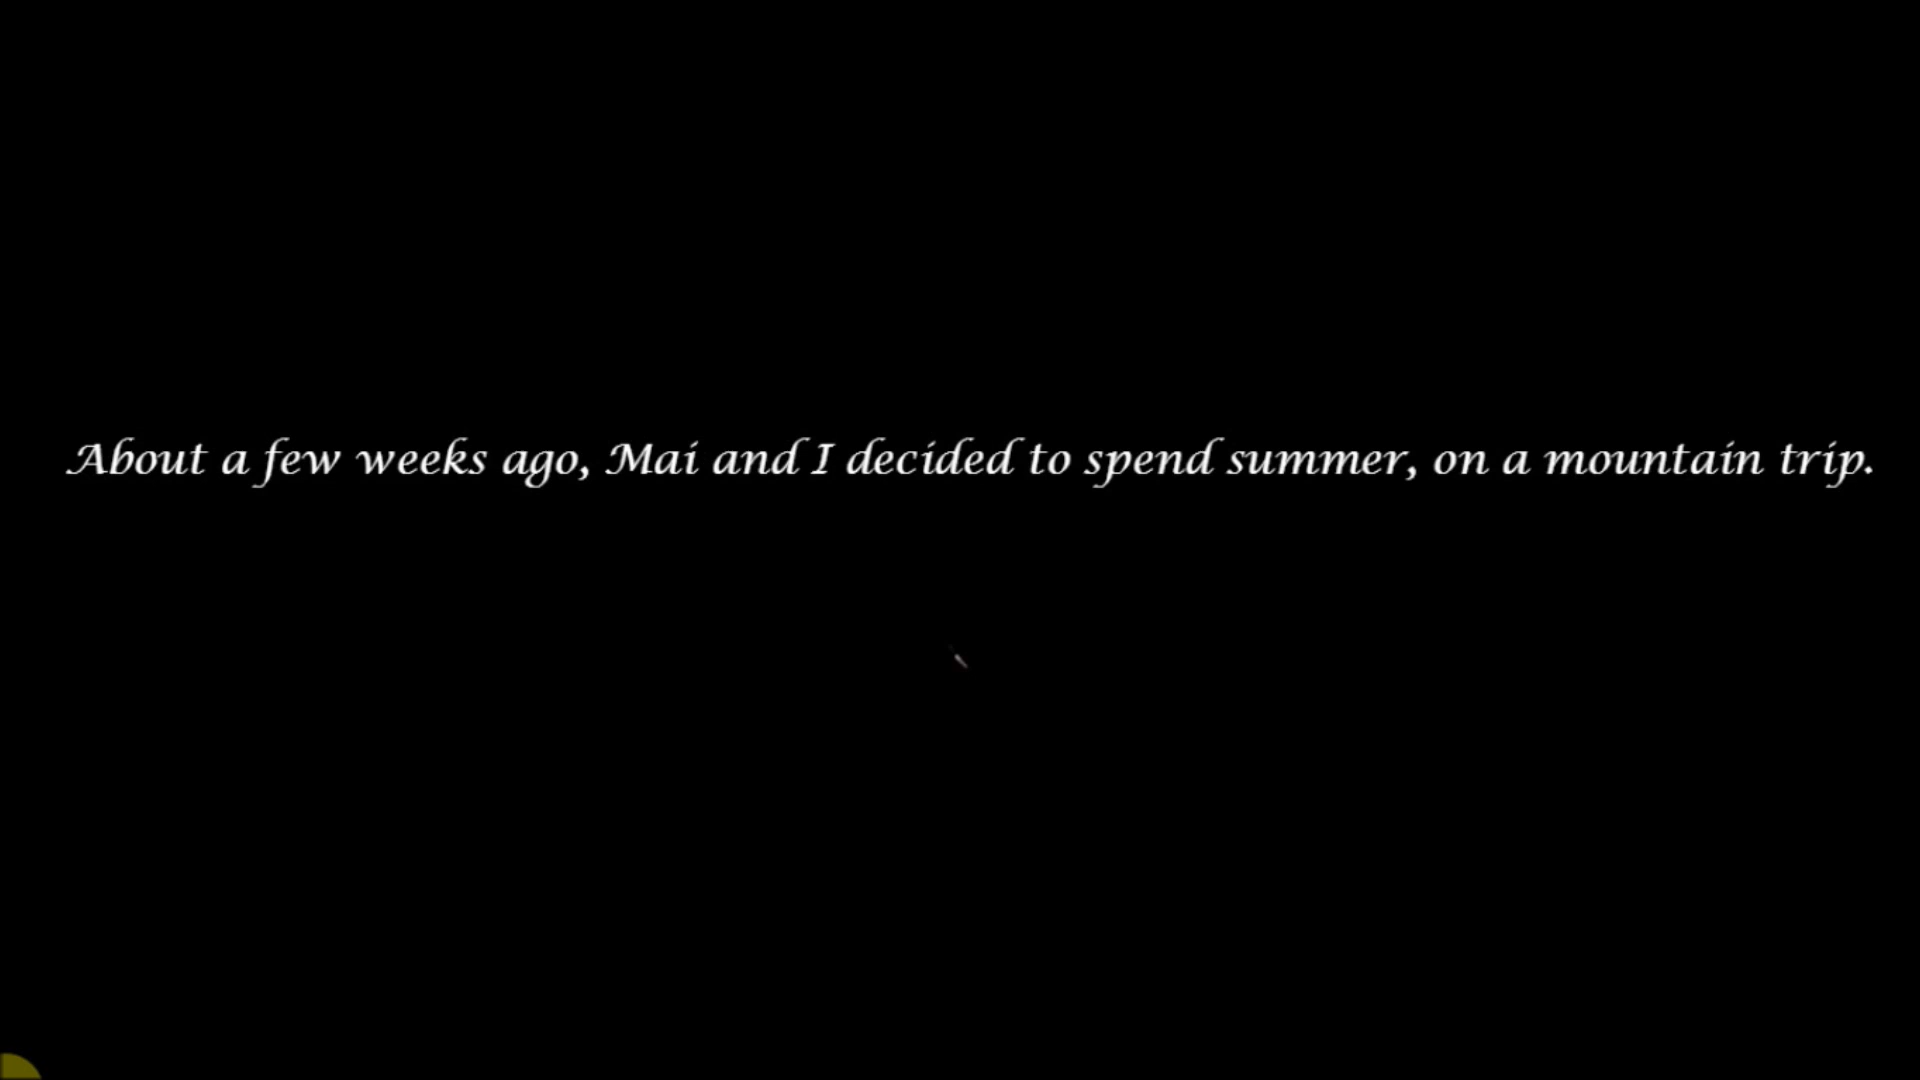 About a few weeks ago, Mai and I decided to spend summer, on a mountain trip.